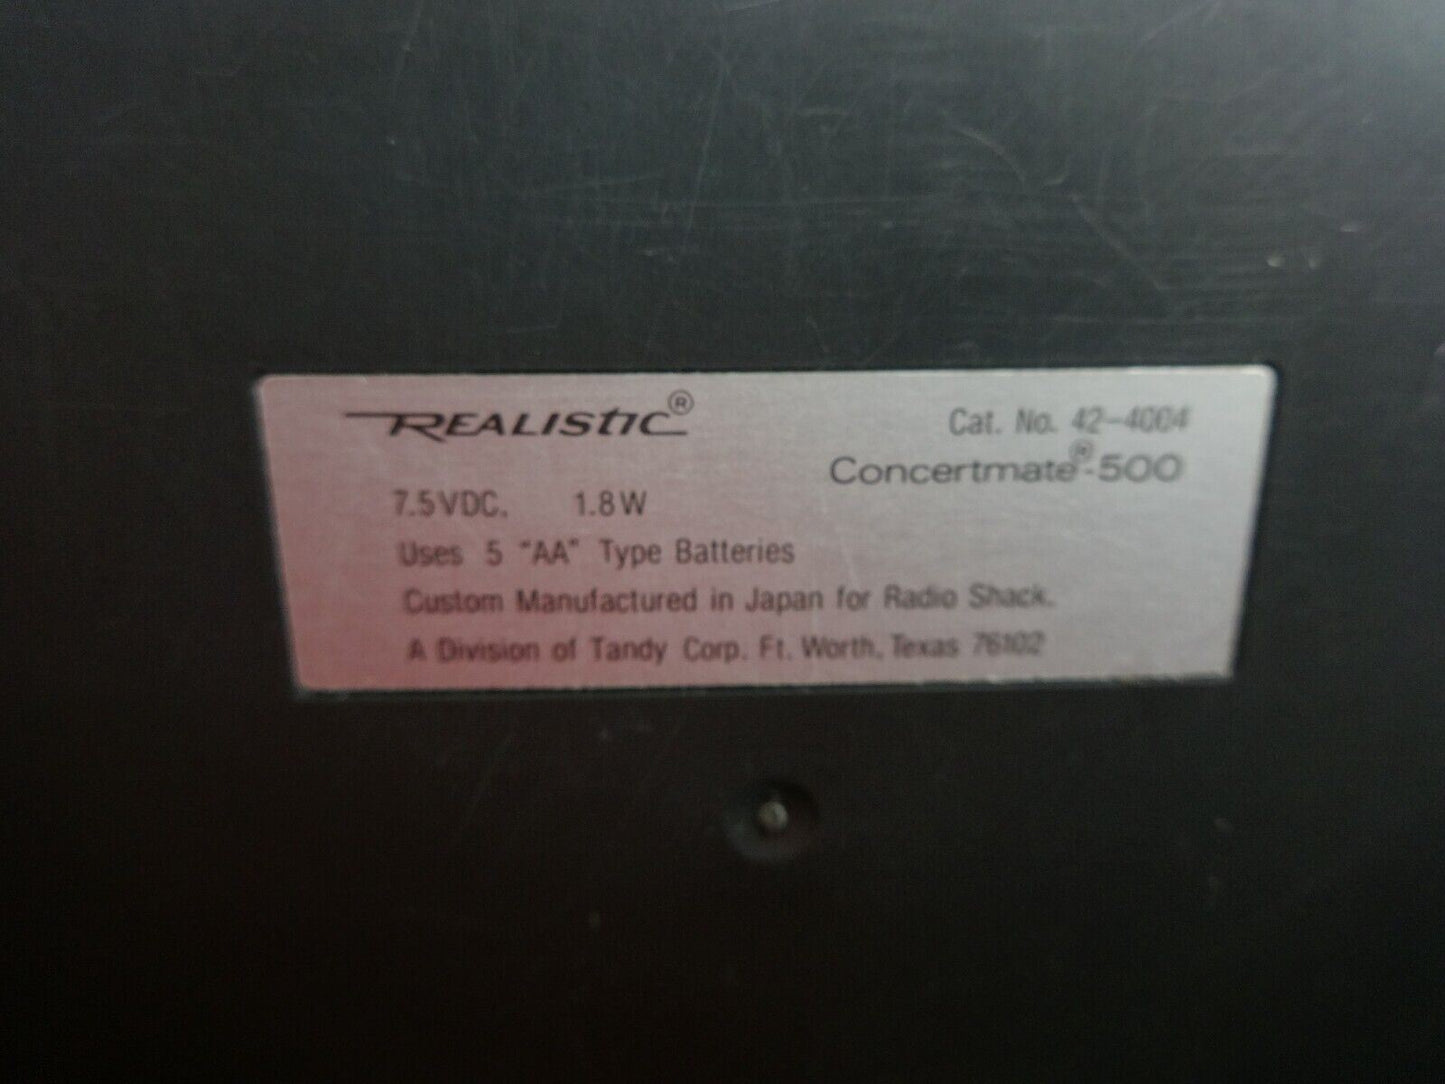 REALISTIC® Cat. No. 42-4004
Concertmate®-500
7.5VDC. 1.8W
Uses 5 "AA" Type Batteries
Custom Manufactured in Japan for Radio Shack.
A Division of Tandy Corp. Ft. Worth, Texas 76102